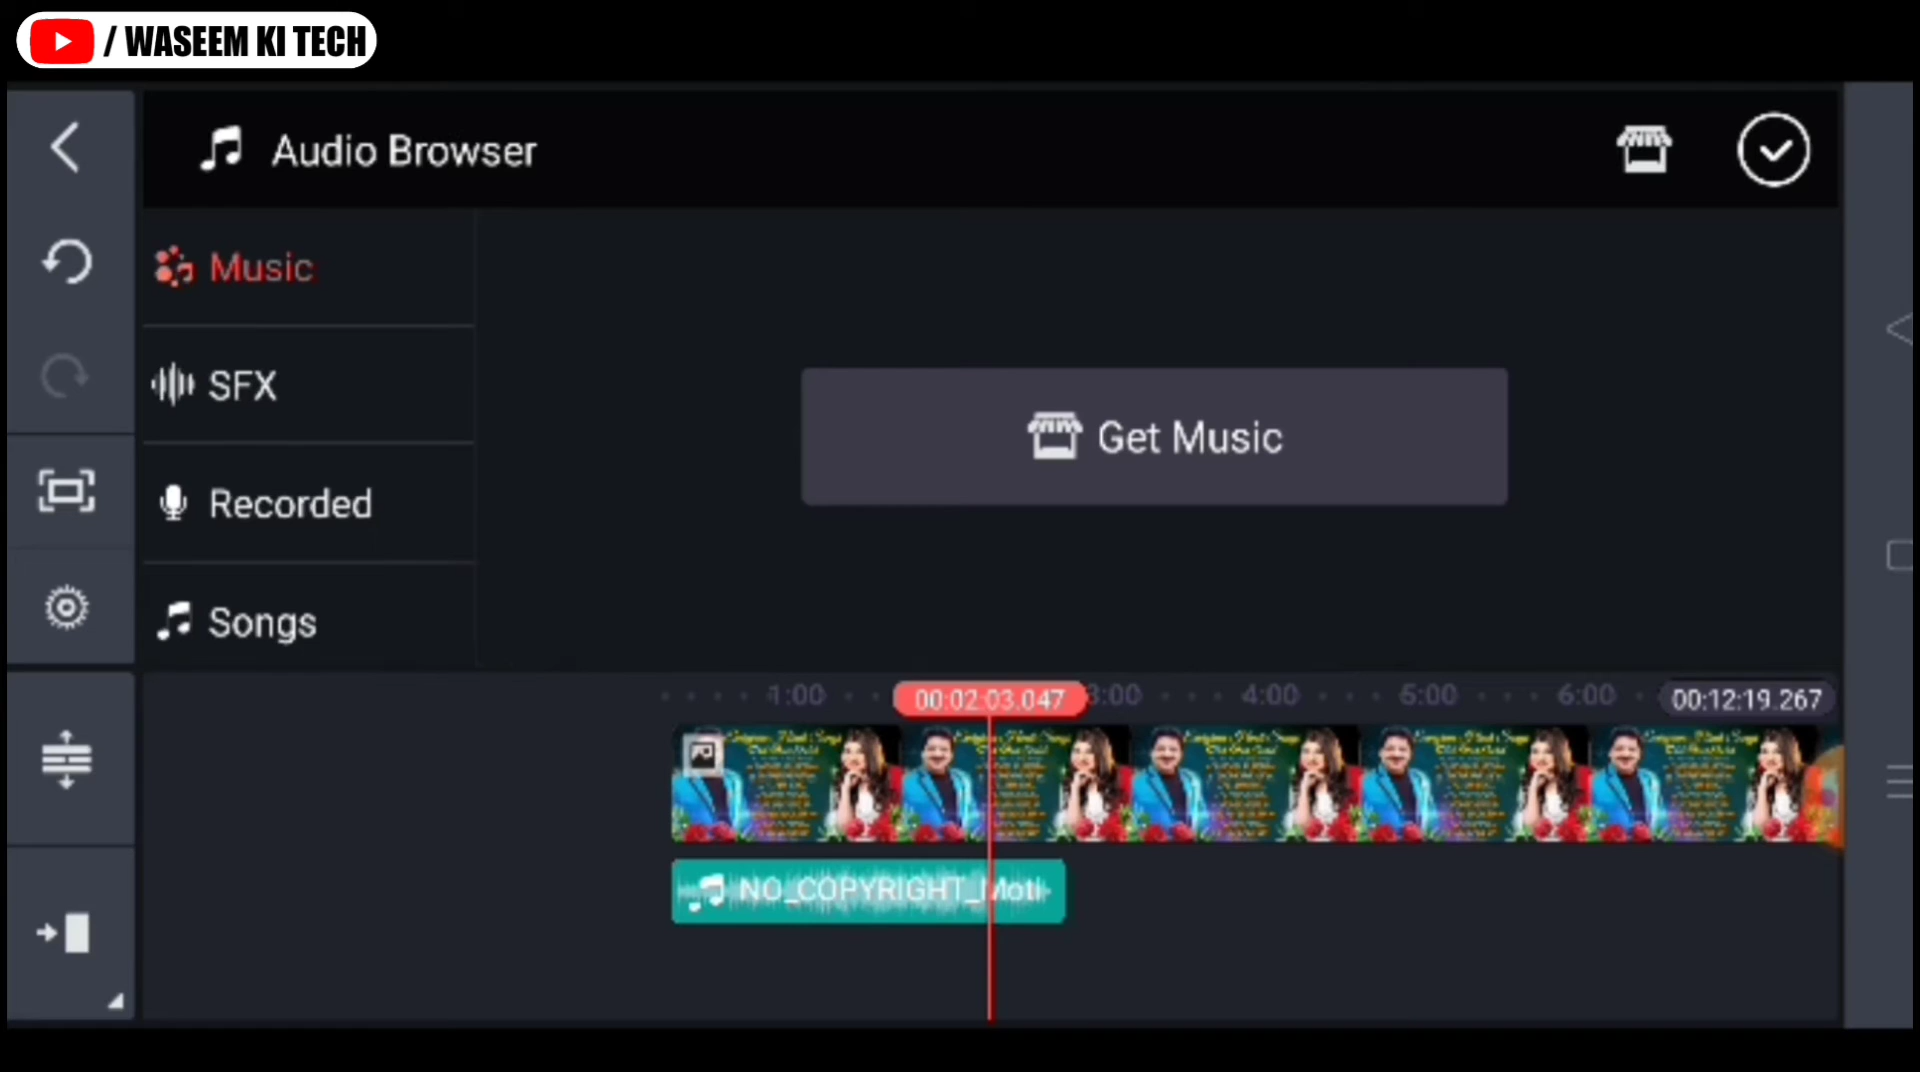 / WASEEM KI TECH
Audio Browser
Music
SFX
Get Music
Recorded
Songs
1:00
00:02:03.047
3:00
4:00
5:00
6:00
00:12:19.267
NO_COPYRIGHT_Moti